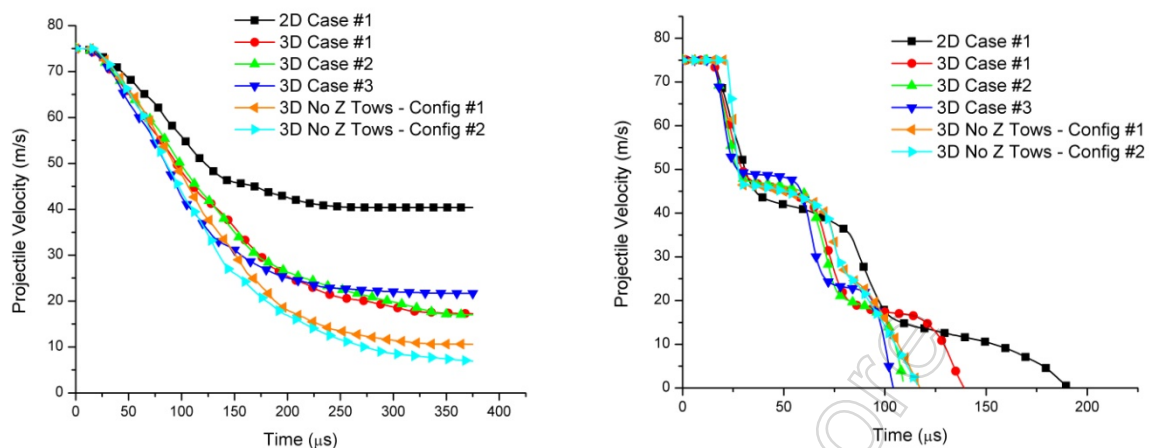 2D Case #1
3D Case #1
3D Case #2
3D Case #3
3D No Z Tows - Config #1
3D No Z Tows - Config #2
Projectile Velocity (m/s)
80
70
60
50
40
30
20
10
0
0 50 100 150 200 250 300 350 400
Time (μs)
2D Case #1
3D Case #1
3D Case #2
3D Case #3
3D No Z Tows - Config #1
3D No Z Tows - Config #2
Projectile Velocity (m/s)
80
70
60
50
40
30
20
10
0
0 50 100 150 200
Time (μs)
ore